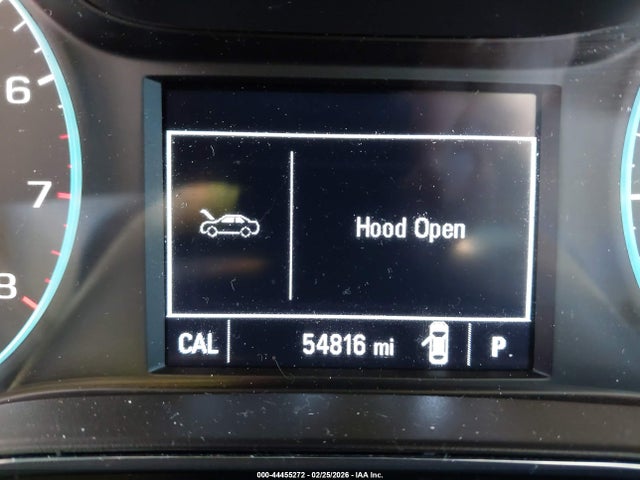 6
7
8
Hood Open
CAL
54816 mi
P
000-44455272 - 02/25/2026 - IAA Inc.